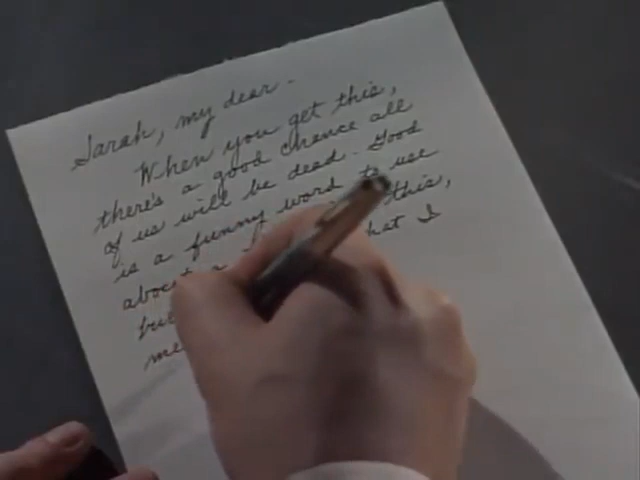 Sarah, my dear -
When you get this,
there's a good chance all
of us will be dead. Good
is a funny word to use
about a this,
hat I
me